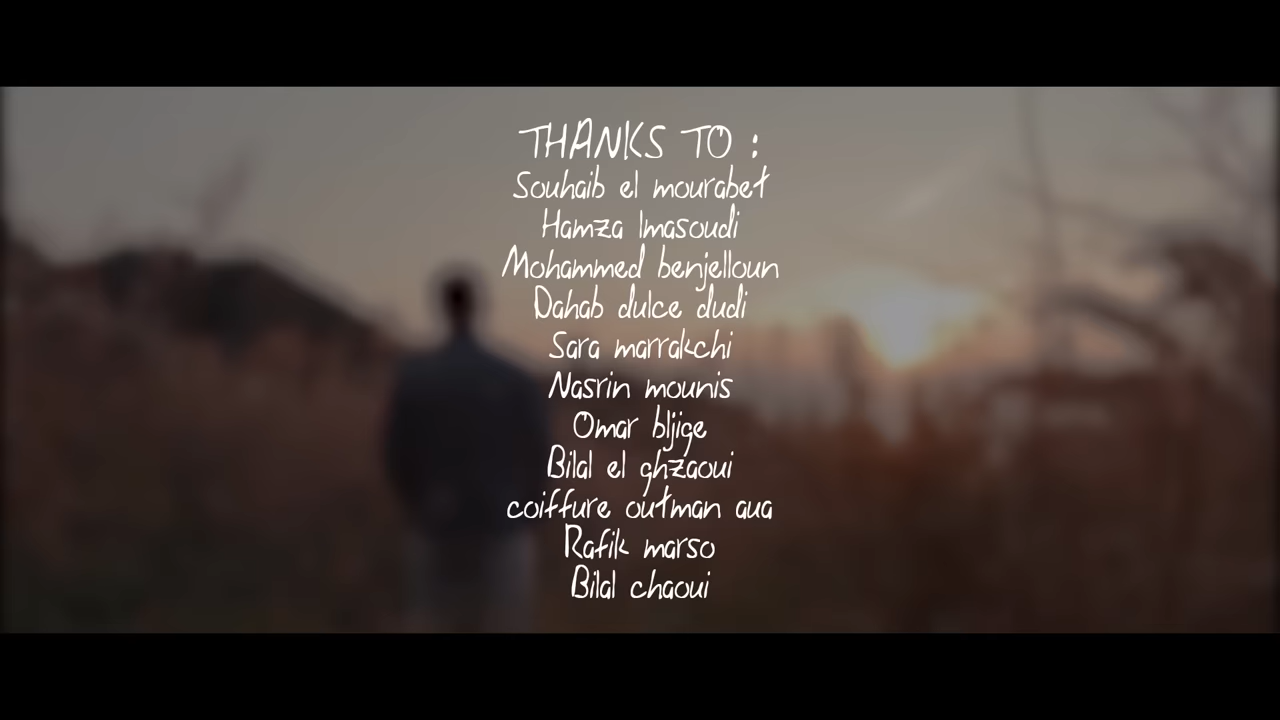 THANKS TO :
Souhaib el mourabet
Hamza lmasoudi
Mohammed benjelloun
Dahab dulce dudi
Sara marrakchi
Nasrin mounis
Omar bljige
Bilal el ghzaoui
coiffure outman aua
Rafik marso
Bilal chaoui